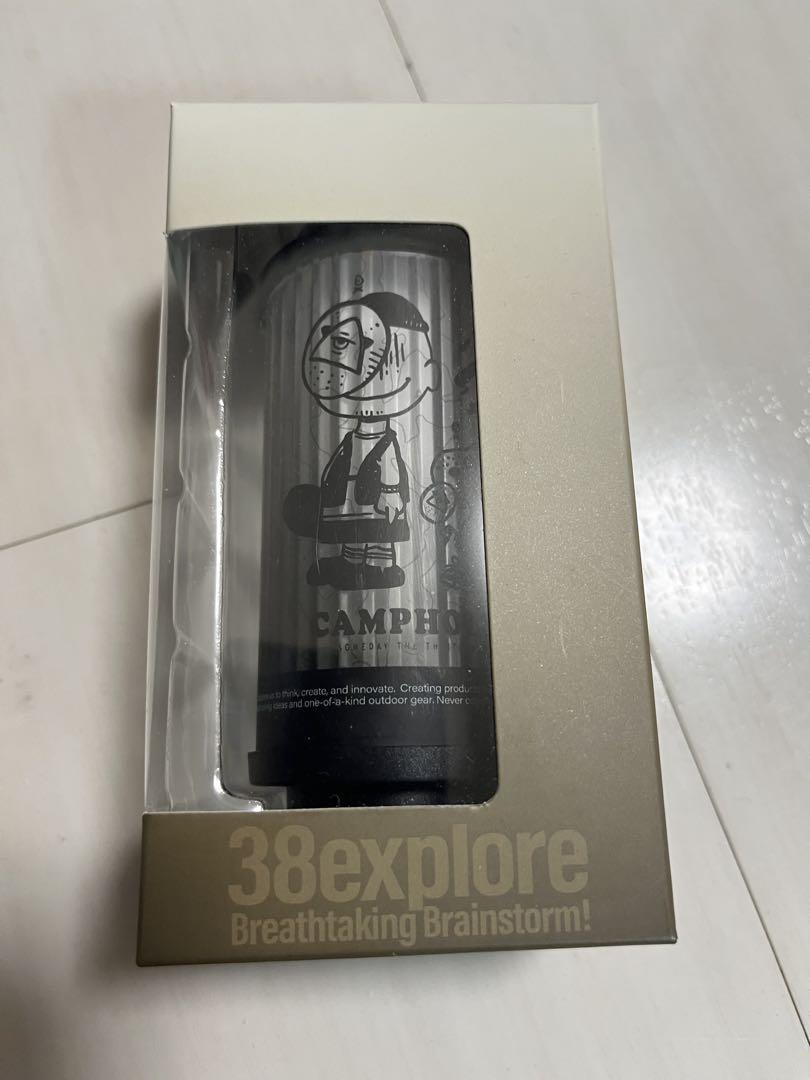 CAMPHO
SOMEDAY THE TH
to think, create, and innovate. Creating produc
ideas and one-of-a-kind outdoor gear. Never c
38explore
Breathtaking Brainstorm!